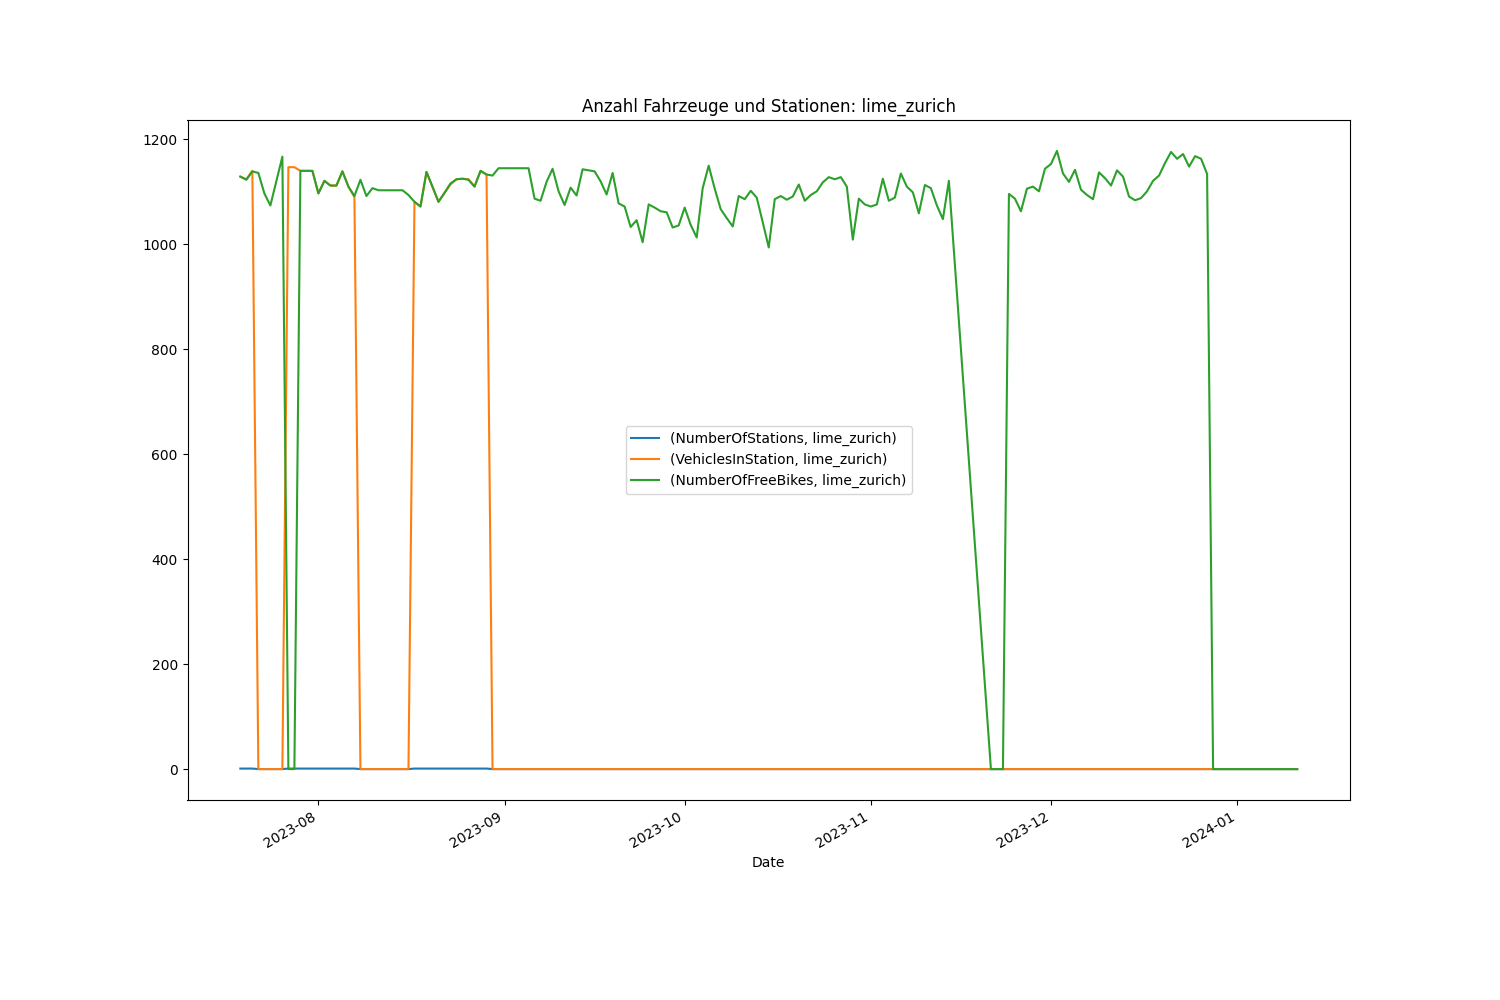 Anzahl Fahrzeuge und Stationen: lime_zurich
1200
1000
800
600
400
200
0
(NumberOfStations, lime_zurich)
(VehiclesInStation, lime_zurich)
(NumberOfFreeBikes, lime_zurich)
2023-08
2023-09
2023-10
2023-11
2023-12
2024-01
Date